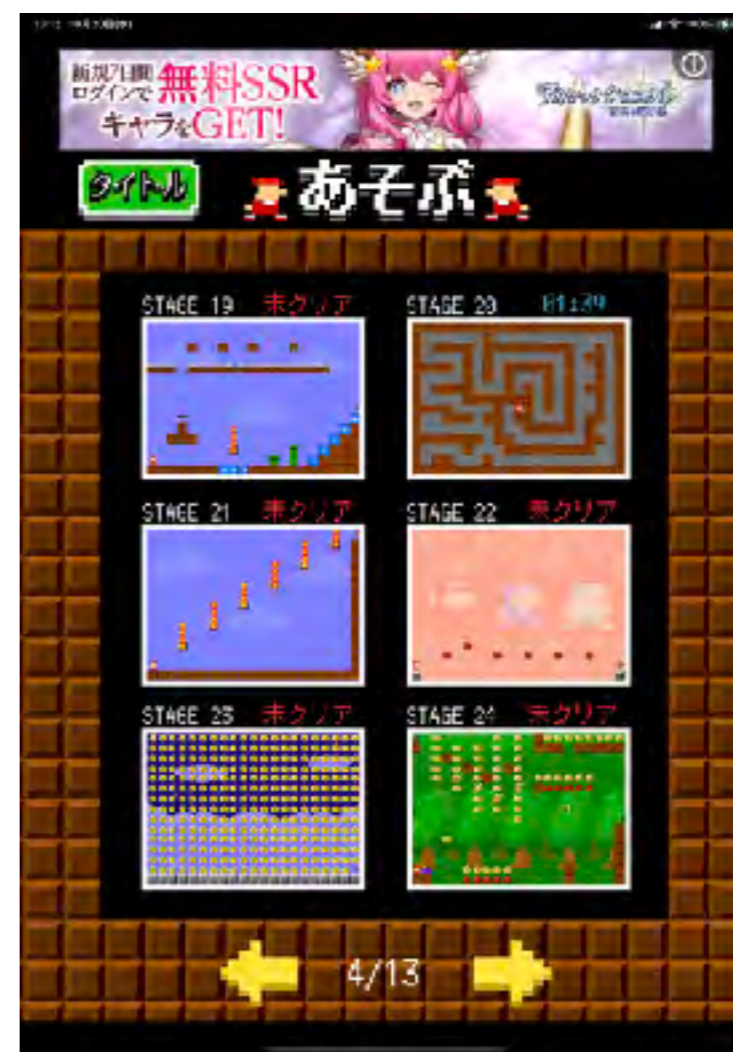 新規7日間
ログインで 無料SSR
キャラをGET!
タイトル
あそぶ
STAGE 19 未クリア
STAGE 20 01:39
STAGE 21 未クリア
STAGE 22 未クリア
STAGE 23 未クリア
STAGE 24 未クリア
4/13